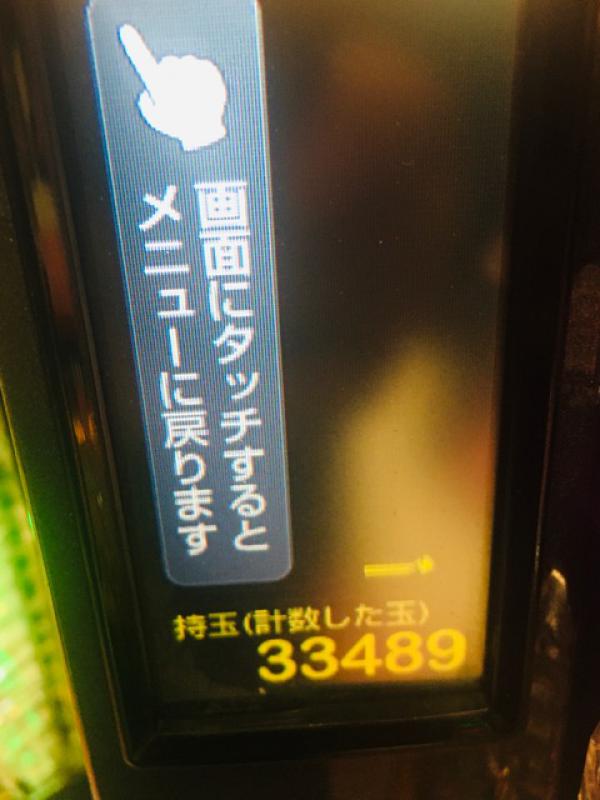 画面にタッチすると
メニューに戻ります
持玉(計数した玉)
33489